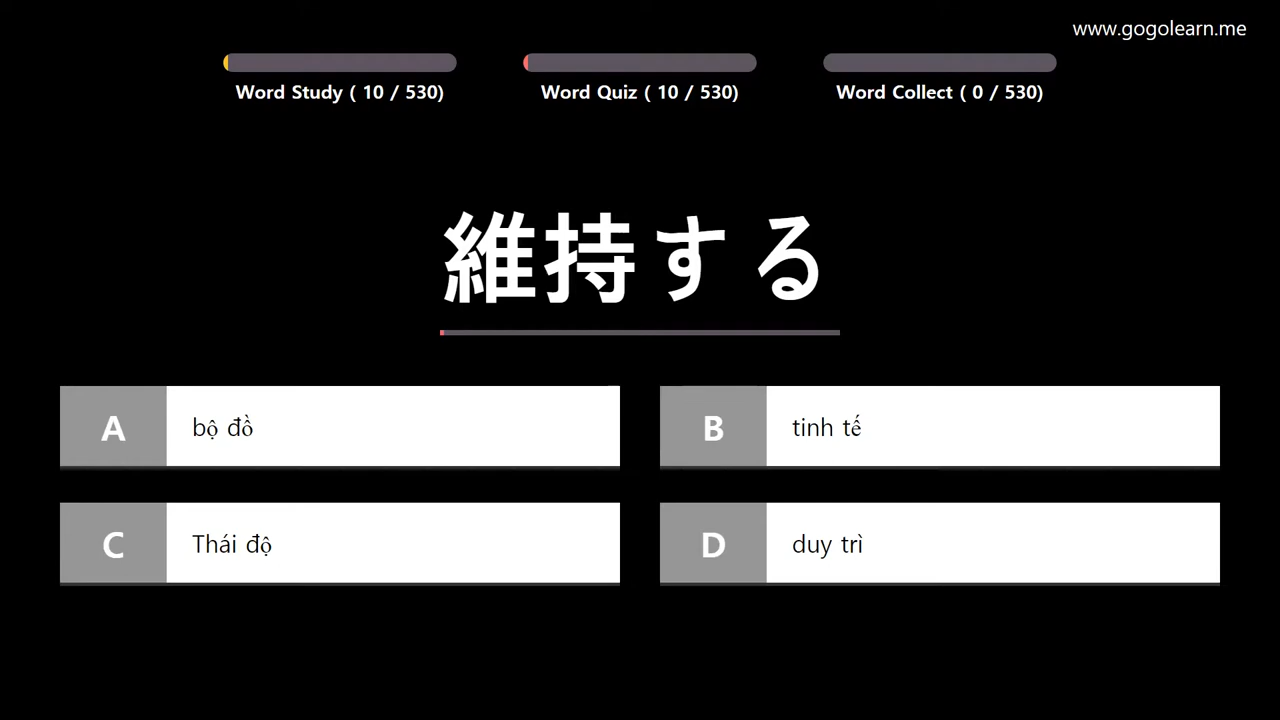 www.gogolearn.me
Word Study ( 10 / 530)
Word Quiz ( 10 / 530)
Word Collect ( 0 / 530)
維持する
A bộ đồ
B tinh tế
C Thái độ
D duy trì